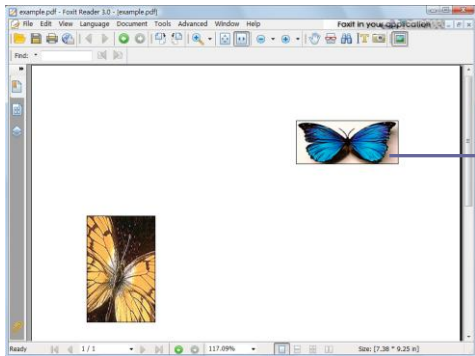 example.pdf - Foxit Reader 3.0 - [example.pdf]
File Edit View Language Document Tools Advanced Window Help
Foxit in your application
Find:
Ready
1 / 1
117.09%
Size: [7.38 * 9.25 in]